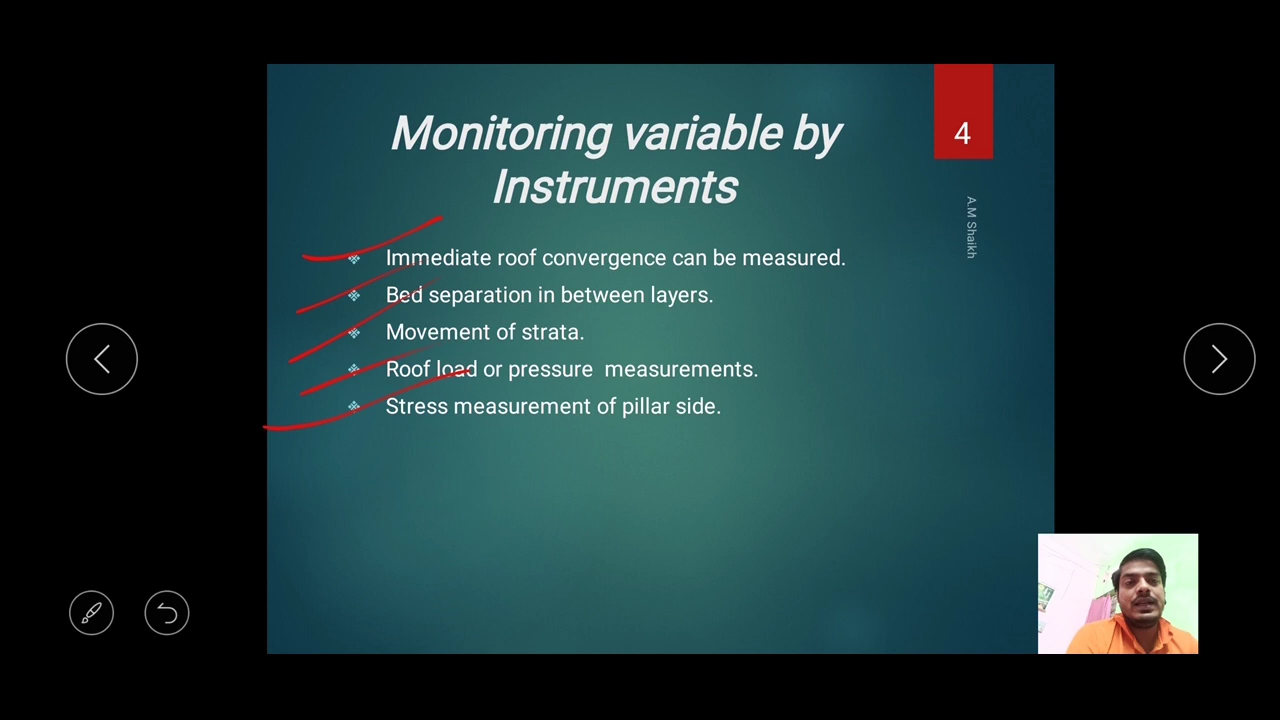 Monitoring variable by
Instruments
4
A.M Shaikh
Immediate roof convergence can be measured.
Bed separation in between layers.
Movement of strata.
Roof load or pressure  measurements.
Stress measurement of pillar side.